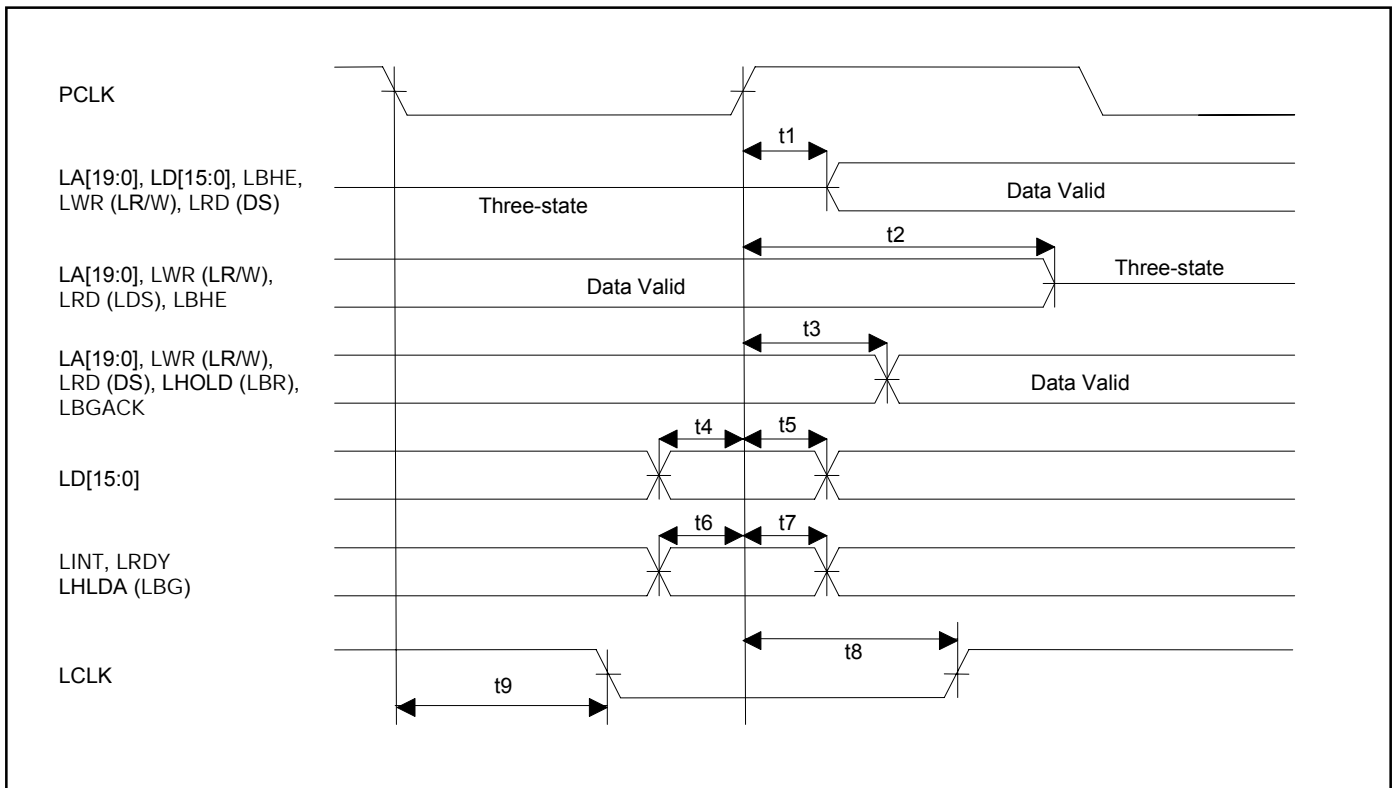 PCLK
t1
LA[19:0], LD[15:0], LBHE,
LWR (LR/W), LRD (DS)
Three-state
Data Valid
t2
LA[19:0], LWR (LR/W),
LRD (LDS), LBHE
Data Valid
Three-state
t3
LA[19:0], LWR (LR/W),
LRD (DS), LHOLD (LBR),
LBGACK
Data Valid
t4
t5
LD[15:0]
t6
t7
LINT, LRDY
LHLDA (LBG)
t8
LCLK
t9